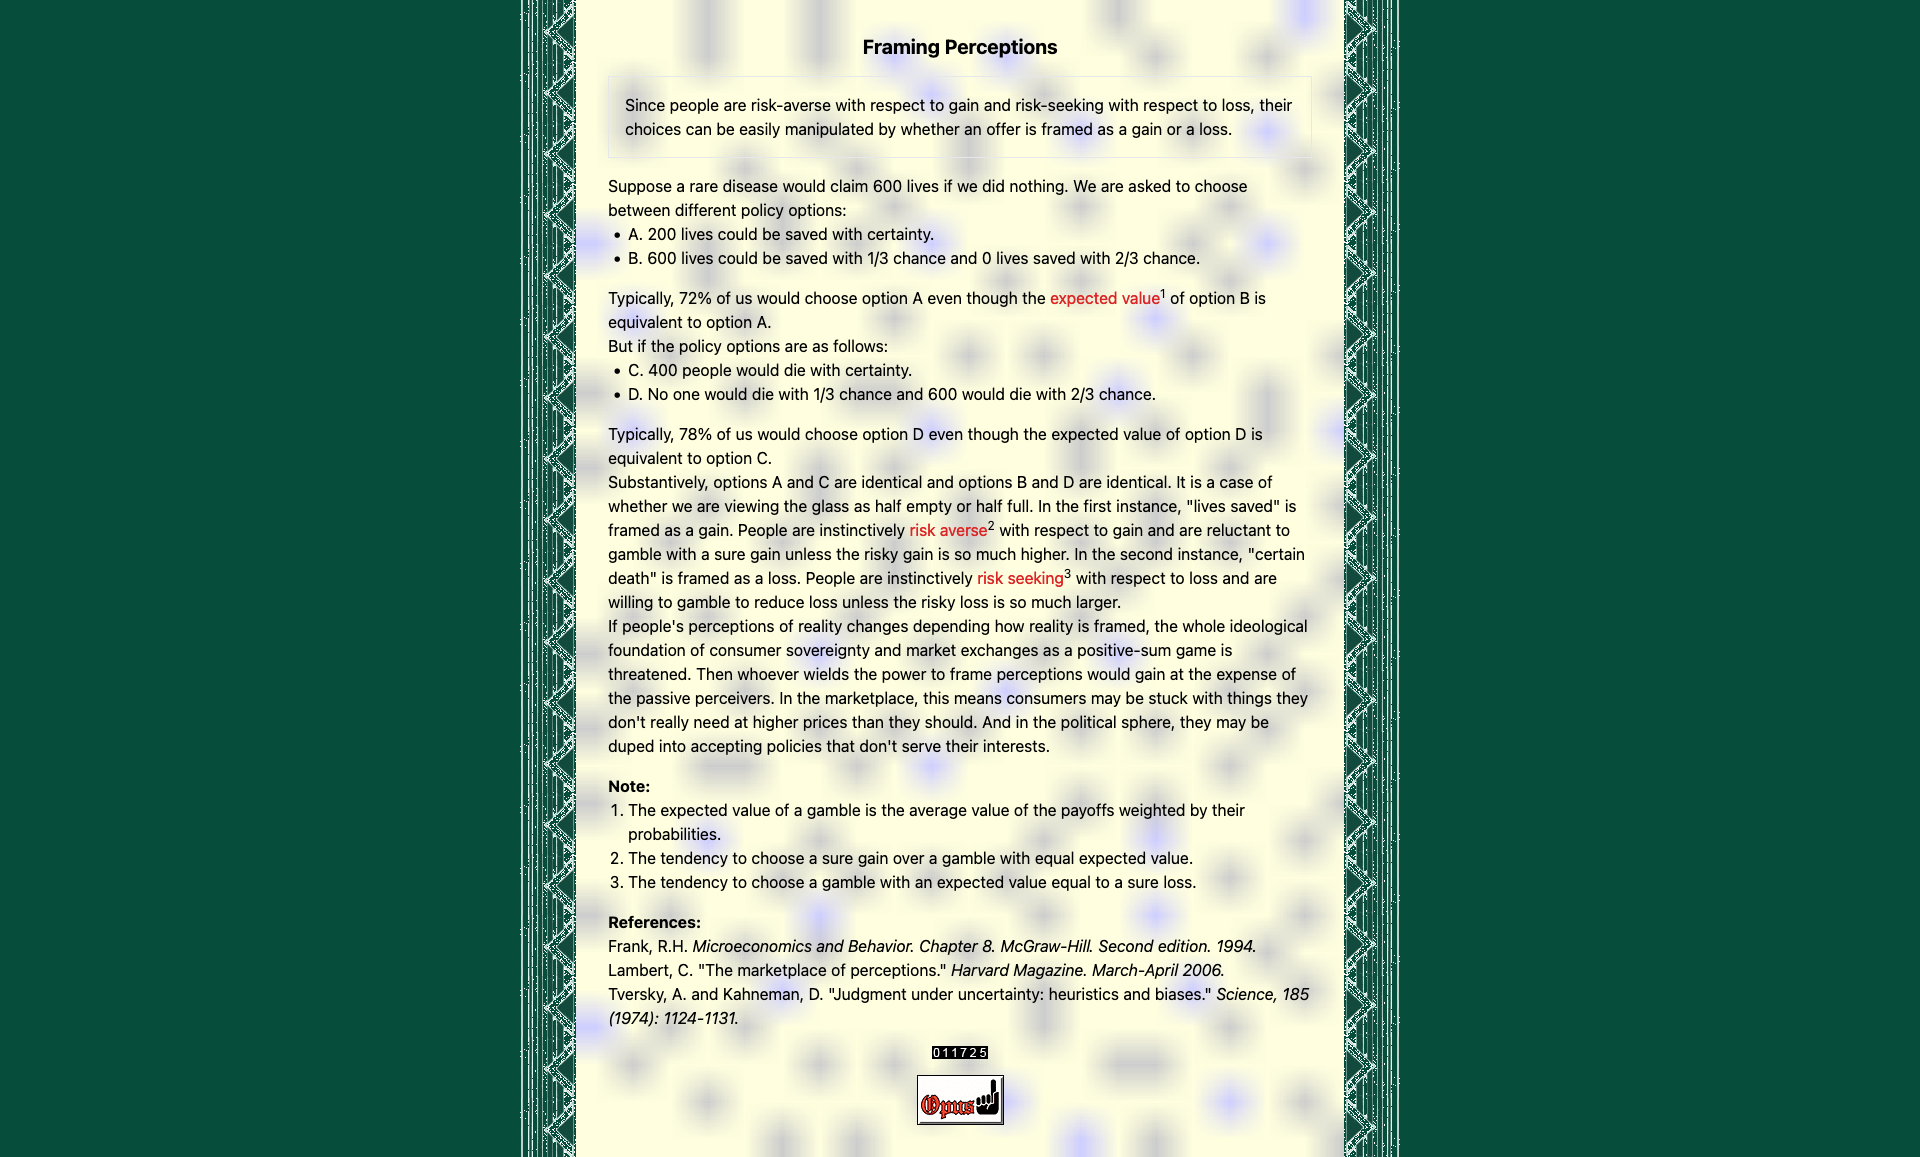 Framing Perceptions
Since people are risk-averse with respect to gain and risk-seeking with respect to loss, their
choices can be easily manipulated by whether an offer is framed as a gain or a loss.
Suppose a rare disease would claim 600 lives if we did nothing. We are asked to choose
between different policy options:
• A. 200 lives could be saved with certainty.
• B. 600 lives could be saved with 1/3 chance and 0 lives saved with 2/3 chance.
Typically, 72% of us would choose option A even though the expected value¹ of option B is
equivalent to option A.
But if the policy options are as follows:
• C. 400 people would die with certainty.
• D. No one would die with 1/3 chance and 600 would die with 2/3 chance.
Typically, 78% of us would choose option D even though the expected value of option D is
equivalent to option C.
Substantively, options A and C are identical and options B and D are identical. It is a case of
whether we are viewing the glass as half empty or half full. In the first instance, "lives saved" is
framed as a gain. People are instinctively risk averse² with respect to gain and are reluctant to
gamble with a sure gain unless the risky gain is so much higher. In the second instance, "certain
death" is framed as a loss. People are instinctively risk seeking³ with respect to loss and are
willing to gamble to reduce loss unless the risky loss is so much larger.
If people's perceptions of reality changes depending how reality is framed, the whole ideological
foundation of consumer sovereignty and market exchanges as a positive-sum game is
threatened. Then whoever wields the power to frame perceptions would gain at the expense of
the passive perceivers. In the marketplace, this means consumers may be stuck with things they
don't really need at higher prices than they should. And in the political sphere, they may be
duped into accepting policies that don't serve their interests.
Note:
1. The expected value of a gamble is the average value of the payoffs weighted by their
probabilities.
2. The tendency to choose a sure gain over a gamble with equal expected value.
3. The tendency to choose a gamble with an expected value equal to a sure loss.
References:
Frank, R.H. Microeconomics and Behavior. Chapter 8. McGraw-Hill. Second edition. 1994.
Lambert, C. "The marketplace of perceptions." Harvard Magazine. March-April 2006.
Tversky, A. and Kahneman, D. "Judgment under uncertainty: heuristics and biases." Science, 185
(1974): 1124-1131.
011725
Opus